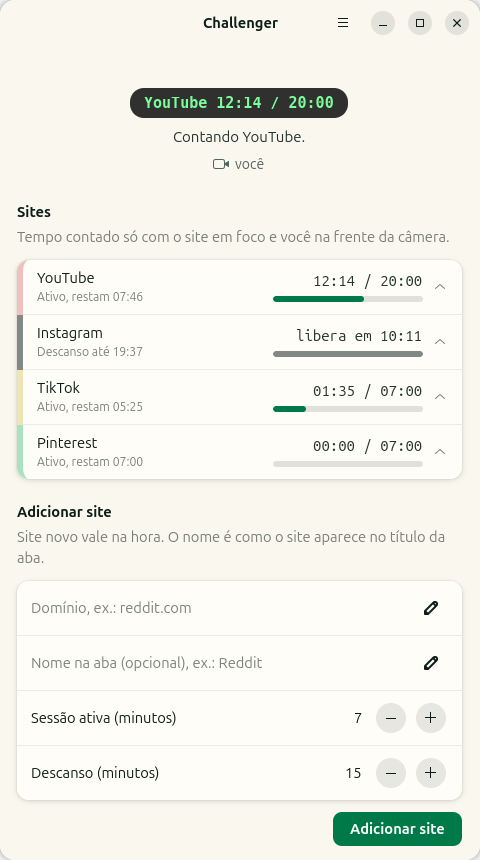 Challenger
YouTube 12:14 / 20:00
Contando YouTube.
você
Sites
Tempo contado só com o site em foco e você na frente da câmera.
YouTube
12:14 / 20:00
Ativo, restam 07:46
Instagram
libera em 10:11
Descanso até 19:37
TikTok
01:35 / 07:00
Ativo, restam 05:25
Pinterest
00:00 / 07:00
Ativo, restam 07:00
Adicionar site
Site novo vale na hora. O nome é como o site aparece no título da
aba.
Domínio, ex.: reddit.com
Nome na aba (opcional), ex.: Reddit
Sessão ativa (minutos) 7
Descanso (minutos) 15
Adicionar site